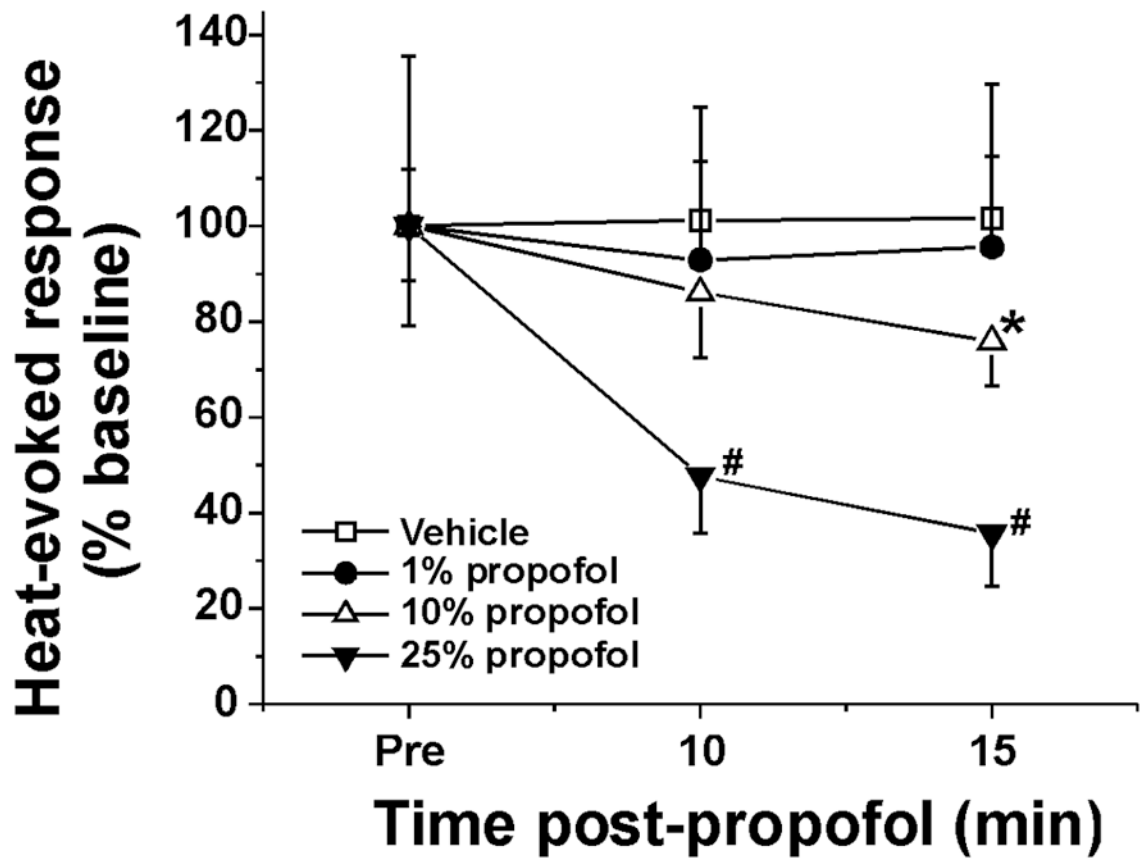 Heat-evoked response
(% baseline)
140
120
100
80
60
40
20
0
*
#
#
Vehicle
1% propofol
10% propofol
25% propofol
Pre
10
15
Time post-propofol (min)